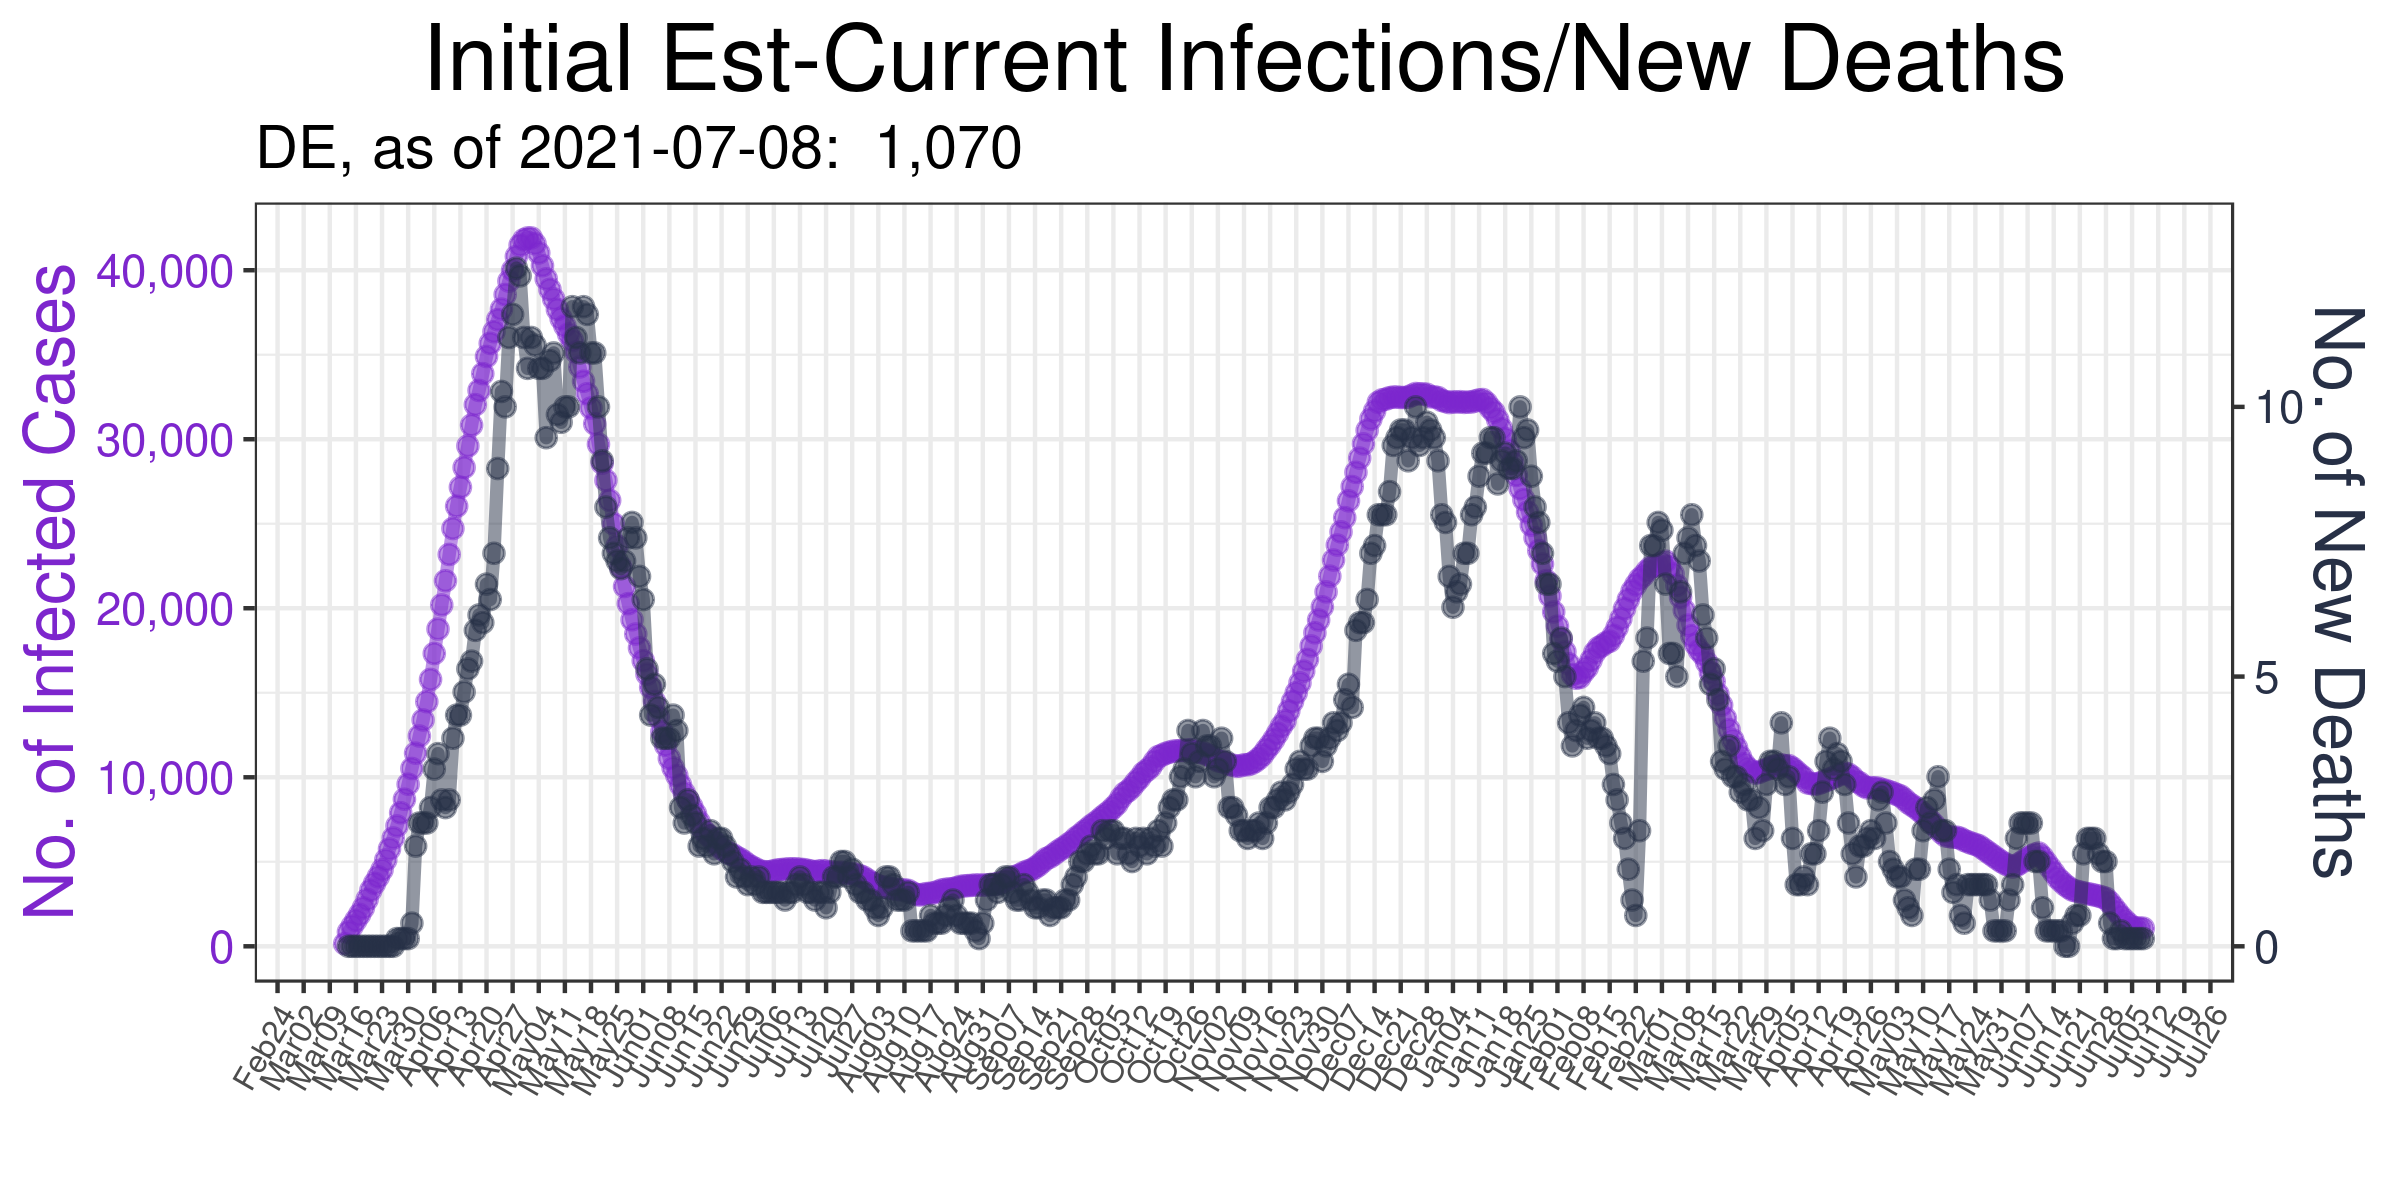 Initial Est-Current Infections/New Deaths
DE, as of 2021-07-08:  1,070
No. of Infected Cases
40,000
30,000
20,000
10,000
0
No. of New Deaths
10
5
0
Feb24
Mar02
Mar09
Mar16
Mar23
Mar30
Apr06
Apr13
Apr20
Apr27
May04
May11
May18
May25
Jun01
Jun08
Jun15
Jun22
Jun29
Jul06
Jul13
Jul20
Jul27
Aug03
Aug10
Aug17
Aug24
Aug31
Sep07
Sep14
Sep21
Sep28
Oct05
Oct12
Oct19
Oct26
Nov02
Nov09
Nov16
Nov23
Nov30
Dec07
Dec14
Dec21
Dec28
Jan04
Jan11
Jan18
Jan25
Feb01
Feb08
Feb15
Feb22
Mar01
Mar08
Mar15
Mar22
Mar29
Apr05
Apr12
Apr19
Apr26
May03
May10
May17
May24
May31
Jun07
Jun14
Jun21
Jun28
Jul05
Jul12
Jul19
Jul26